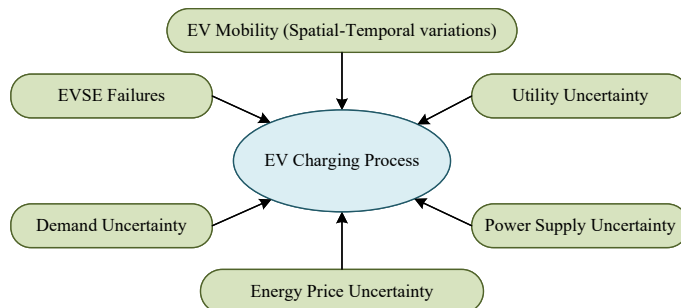 EV Mobility (Spatial-Temporal variations)
EVSE Failures
Utility Uncertainty
EV Charging Process
Demand Uncertainty
Power Supply Uncertainty
Energy Price Uncertainty